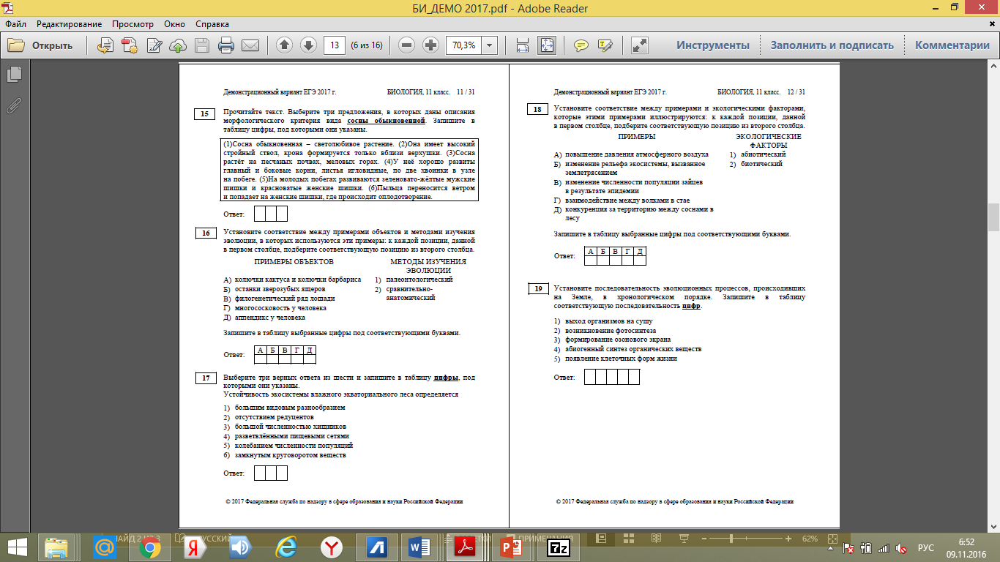 БИ_ДЕМО 2017.pdf - Adobe Reader
Файл Редактирование Просмотр Окно Справка
Открыть 13 (6 из 16) 70,3% Инструменты Заполнить и подписать Комментарии
Демонстрационный вариант ЕГЭ 2017 г. БИОЛОГИЯ, 11 класс. 11 / 31
15
Прочитайте текст. Выберите три предложения, в которых даны описания
морфологического критерия вида сосны обыкновенной. Запишите в
таблицу цифры, под которыми они указаны.
(1)Сосна обыкновенная – светолюбивое растение. (2)Она имеет высокий
стройный ствол, крона формируется только вблизи верхушки. (3)Сосна
растёт на песчаных почвах, меловых горах. (4)У неё хорошо развиты
главный и боковые корни, листья игловидные, по две хвоинки в узле
на побеге. (5)На молодых побегах развиваются зеленовато-жёлтые мужские
шишки и красноватые женские шишки. (6)Пыльца переносится ветром
и попадает на женские шишки, где происходит оплодотворение.
Ответ:
16
Установите соответствие между примерами объектов и методами изучения
эволюции, в которых используются эти примеры: к каждой позиции, данной
в первом столбце, подберите соответствующую позицию из второго столбца.
ПРИМЕРЫ ОБЪЕКТОВ МЕТОДЫ ИЗУЧЕНИЯ
ЭВОЛЮЦИИ
А) колючки кактуса и колючки барбариса 1) палеонтологический
Б) останки зверозубых ящеров 2) сравнительно-
В) филогенетический ряд лошади анатомический
Г) многососковость у человека
Д) аппендикс у человека
Запишите в таблицу выбранные цифры под соответствующими буквами.
Ответ: А Б В Г Д
17
Выберите три верных ответа из шести и запишите в таблицу цифры, под
которыми они указаны.
Устойчивость экосистемы влажного экваториального леса определяется
1) большим видовым разнообразием
2) отсутствием редуцентов
3) большой численностью хищников
4) разветвлёнными пищевыми сетями
5) колебанием численности популяций
6) замкнутым круговоротом веществ
Ответ:
© 2017 Федеральная служба по надзору в сфере образования и науки Российской Федерации
Демонстрационный вариант ЕГЭ 2017 г. БИОЛОГИЯ, 11 класс. 12 / 31
18
Установите соответствие между примерами и экологическими факторами,
которые этими примерами иллюстрируются: к каждой позиции, данной
в первом столбце, подберите соответствующую позицию из второго столбца.
ПРИМЕРЫ ЭКОЛОГИЧЕСКИЕ
ФАКТОРЫ
А) повышение давления атмосферного воздуха 1) абиотический
Б) изменение рельефа экосистемы, вызванное 2) биотический
землетрясением
В) изменение численности популяции зайцев
в результате эпидемии
Г) взаимодействие между волками в стае
Д) конкуренция за территорию между соснами в
лесу
Запишите в таблицу выбранные цифры под соответствующими буквами.
Ответ: А Б В Г Д
19
Установите последовательность эволюционных процессов, происходивших
на Земле, в хронологическом порядке. Запишите в таблицу
соответствующую последовательность цифр.
1) выход организмов на сушу
2) возникновение фотосинтеза
3) формирование озонового экрана
4) абиогенный синтез органических веществ
5) появление клеточных форм жизни
Ответ:
© 2017 Федеральная служба по надзору в сфере образования и науки Российской Федерации
62%
РУС
6:52
09.11.2016